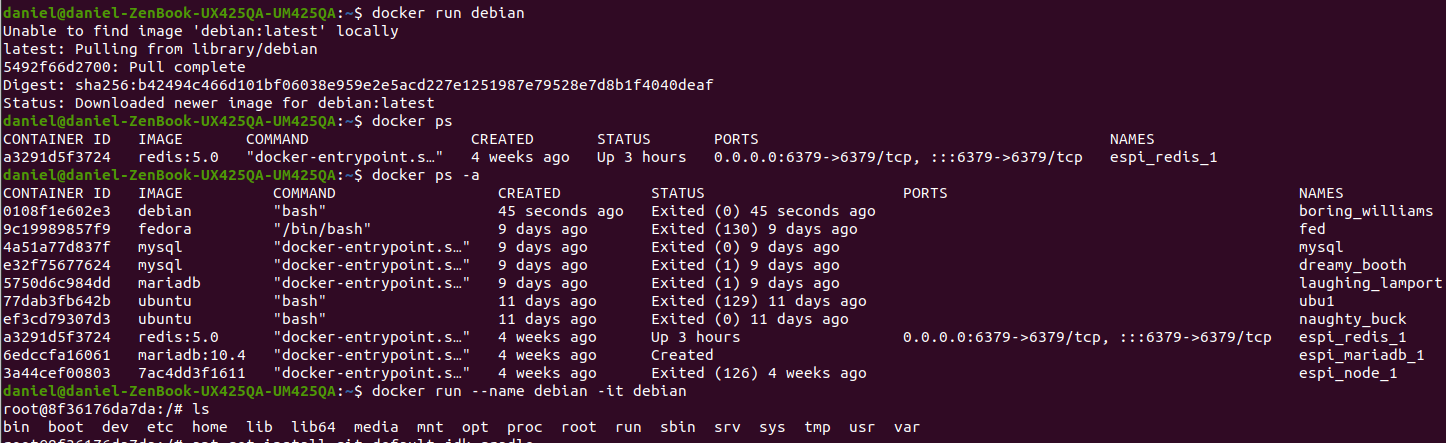 daniel@daniel-ZenBook-UX425QA-UM425QA:~$ docker run debian
Unable to find image 'debian:latest' locally
latest: Pulling from library/debian
5492f66d2700: Pull complete
Digest: sha256:b42494c466d101bf06038e959e2e5acd227e1251987e79528e7d8b1f4040deaf
Status: Downloaded newer image for debian:latest
daniel@daniel-ZenBook-UX425QA-UM425QA:~$ docker ps
CONTAINER ID   IMAGE       COMMAND                  CREATED       STATUS       PORTS                                       NAMES
a3291d5f3724   redis:5.0   "docker-entrypoint.s…"   4 weeks ago   Up 3 hours   0.0.0.0:6379->6379/tcp, :::6379->6379/tcp   espi_redis_1
daniel@daniel-ZenBook-UX425QA-UM425QA:~$ docker ps -a
CONTAINER ID   IMAGE          COMMAND                  CREATED          STATUS                      PORTS                                       NAMES
0108f1e602e3   debian         "bash"                   45 seconds ago   Exited (0) 45 seconds ago                                               boring_williams
9c19989857f9   fedora         "/bin/bash"              9 days ago       Exited (130) 9 days ago                                                 fed
4a51a77d837f   mysql          "docker-entrypoint.s…"   9 days ago       Exited (0) 9 days ago                                                   mysql
e32f75677624   mysql          "docker-entrypoint.s…"   9 days ago       Exited (1) 9 days ago                                                   dreamy_booth
5750d6c984dd   mariadb        "docker-entrypoint.s…"   9 days ago       Exited (1) 9 days ago                                                   laughing_lamport
77dab3fb642b   ubuntu         "bash"                   11 days ago      Exited (129) 11 days ago                                                ubu1
ef3cd79307d3   ubuntu         "bash"                   11 days ago      Exited (0) 11 days ago                                                  naughty_buck
a3291d5f3724   redis:5.0      "docker-entrypoint.s…"   4 weeks ago      Up 3 hours                  0.0.0.0:6379->6379/tcp, :::6379->6379/tcp   espi_redis_1
6edccfa16061   mariadb:10.4   "docker-entrypoint.s…"   4 weeks ago      Created                                                                 espi_mariadb_1
3a44cef00803   7ac4dd3f1611   "docker-entrypoint.s…"   4 weeks ago      Exited (126) 4 weeks ago                                                espi_node_1
daniel@daniel-ZenBook-UX425QA-UM425QA:~$ docker run --name debian -it debian
root@8f36176da7da:/# ls
bin  boot  dev  etc  home  lib  lib64  media  mnt  opt  proc  root  run  sbin  srv  sys  tmp  usr  var